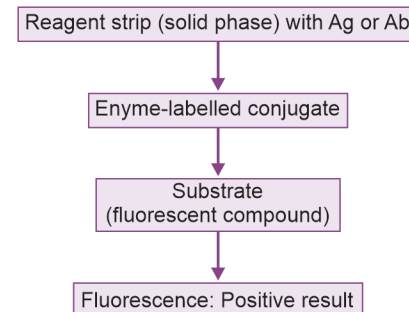 Reagent strip (solid phase) with Ag or Ab
Enyme-labelled conjugate
Substrate
(fluorescent compound)
Fluorescence: Positive result